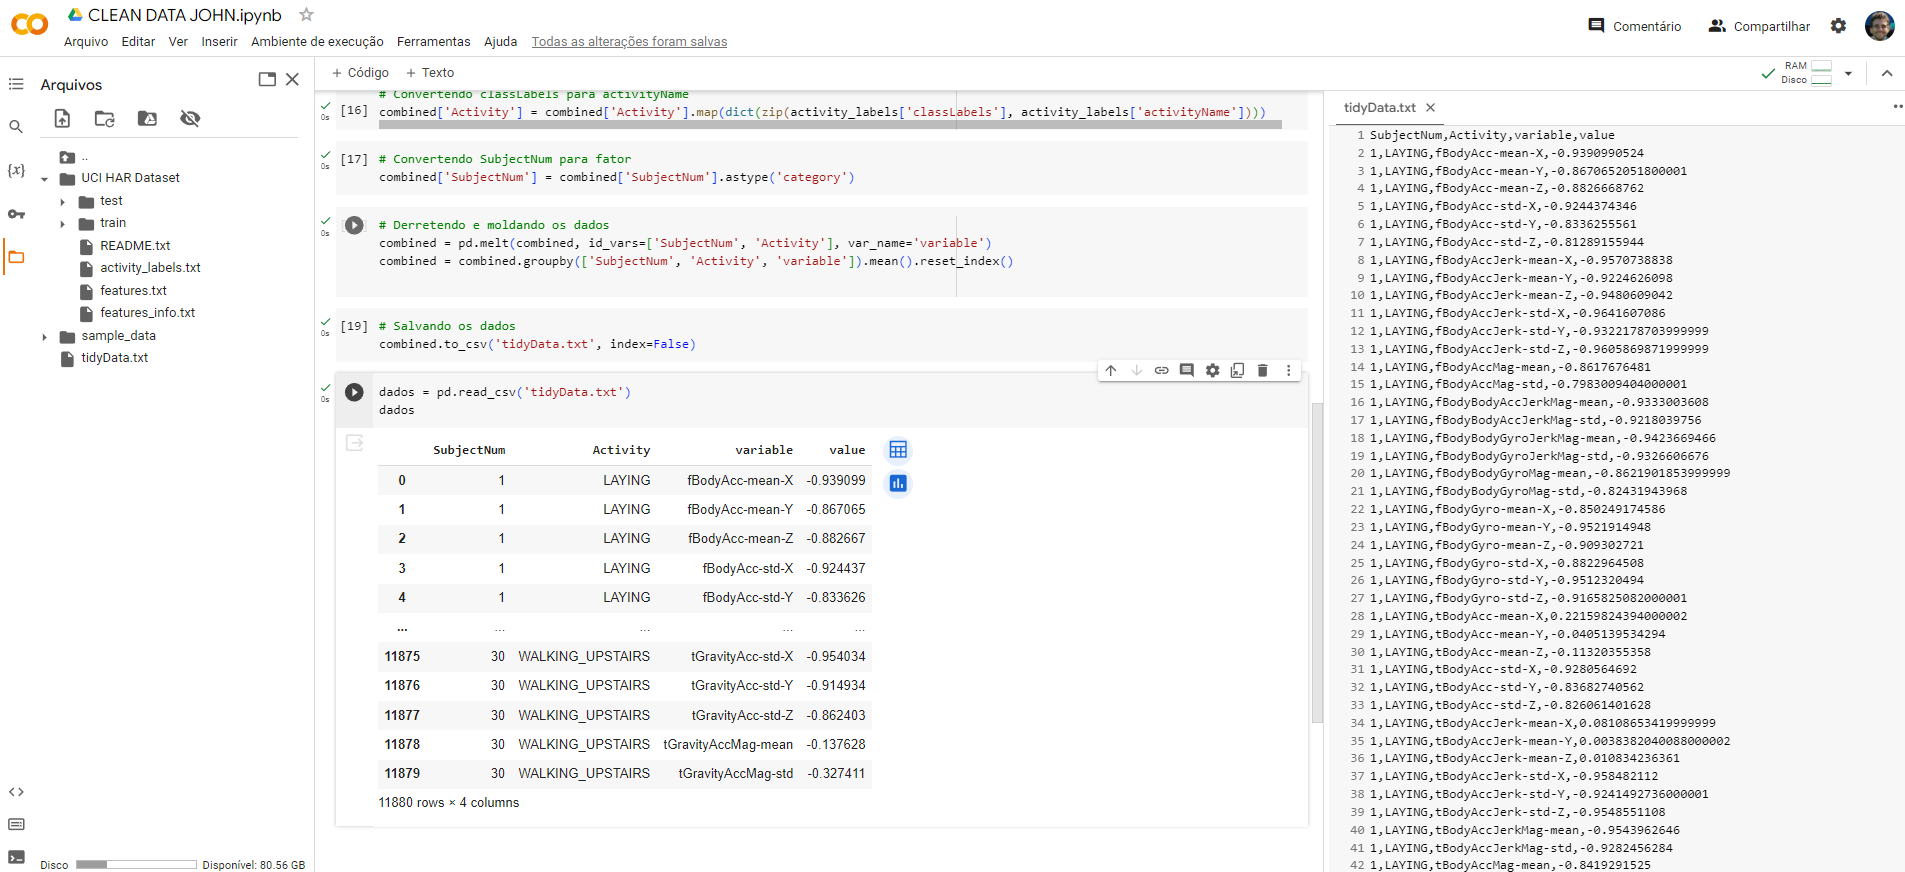 CLEAN DATA JOHN.ipynb
Arquivo Editar Ver Inserir Ambiente de execução Ferramentas Ajuda Todas as alterações foram salvas
Comentário Compartilhar
Arquivos
..
UCI HAR Dataset
test
train
README.txt
activity_labels.txt
features.txt
features_info.txt
sample_data
tidyData.txt
Disco Disponível: 80.56 GB
+ Código + Texto
RAM
Disco
# Convertendo classLabels para activityName
[16] combined['Activity'] = combined['Activity'].map(dict(zip(activity_labels['classLabels'], activity_labels['activityName'])))
0s
[17] # Convertendo SubjectNum para fator
0s
combined['SubjectNum'] = combined['SubjectNum'].astype('category')
# Derretendo e moldando os dados
0s
combined = pd.melt(combined, id_vars=['SubjectNum', 'Activity'], var_name='variable')
combined = combined.groupby(['SubjectNum', 'Activity', 'variable']).mean().reset_index()
[19] # Salvando os dados
0s
combined.to_csv('tidyData.txt', index=False)
dados = pd.read_csv('tidyData.txt')
0s
dados
SubjectNum Activity variable value
0 1 LAYING fBodyAcc-mean-X -0.939099
1 1 LAYING fBodyAcc-mean-Y -0.867065
2 1 LAYING fBodyAcc-mean-Z -0.882667
3 1 LAYING fBodyAcc-std-X -0.924437
4 1 LAYING fBodyAcc-std-Y -0.833626
... ... ... ... ...
11875 30 WALKING_UPSTAIRS tGravityAcc-std-X -0.954034
11876 30 WALKING_UPSTAIRS tGravityAcc-std-Y -0.914934
11877 30 WALKING_UPSTAIRS tGravityAcc-std-Z -0.862403
11878 30 WALKING_UPSTAIRS tGravityAccMag-mean -0.137628
11879 30 WALKING_UPSTAIRS tGravityAccMag-std -0.327411
11880 rows × 4 columns
tidyData.txt
1 SubjectNum,Activity,variable,value
2 1,LAYING,fBodyAcc-mean-X,-0.9390990524
3 1,LAYING,fBodyAcc-mean-Y,-0.8670652051800001
4 1,LAYING,fBodyAcc-mean-Z,-0.8826668762
5 1,LAYING,fBodyAcc-std-X,-0.9244374346
6 1,LAYING,fBodyAcc-std-Y,-0.8336255561
7 1,LAYING,fBodyAcc-std-Z,-0.81289155944
8 1,LAYING,fBodyAccJerk-mean-X,-0.9570738838
9 1,LAYING,fBodyAccJerk-mean-Y,-0.9224626098
10 1,LAYING,fBodyAccJerk-mean-Z,-0.9480609042
11 1,LAYING,fBodyAccJerk-std-X,-0.9641607086
12 1,LAYING,fBodyAccJerk-std-Y,-0.9322178703999999
13 1,LAYING,fBodyAccJerk-std-Z,-0.9605869871999999
14 1,LAYING,fBodyAccMag-mean,-0.8617676481
15 1,LAYING,fBodyAccMag-std,-0.7983009404000001
16 1,LAYING,fBodyBodyAccJerkMag-mean,-0.9333003608
17 1,LAYING,fBodyBodyAccJerkMag-std,-0.9218039756
18 1,LAYING,fBodyBodyGyroJerkMag-mean,-0.9423669466
19 1,LAYING,fBodyBodyGyroJerkMag-std,-0.9326606676
20 1,LAYING,fBodyBodyGyroMag-mean,-0.8621901853999999
21 1,LAYING,fBodyBodyGyroMag-std,-0.82431943968
22 1,LAYING,fBodyGyro-mean-X,-0.850249174586
23 1,LAYING,fBodyGyro-mean-Y,-0.9521914948
24 1,LAYING,fBodyGyro-mean-Z,-0.909302721
25 1,LAYING,fBodyGyro-std-X,-0.8822964508
26 1,LAYING,fBodyGyro-std-Y,-0.9512320494
27 1,LAYING,fBodyGyro-std-Z,-0.9165825082000001
28 1,LAYING,tBodyAcc-mean-X,0.22159824394000002
29 1,LAYING,tBodyAcc-mean-Y,-0.0405139534294
30 1,LAYING,tBodyAcc-mean-Z,-0.11320355358
31 1,LAYING,tBodyAcc-std-X,-0.9280564692
32 1,LAYING,tBodyAcc-std-Y,-0.83682740562
33 1,LAYING,tBodyAcc-std-Z,-0.826061401628
34 1,LAYING,tBodyAccJerk-mean-X,0.08108653419999999
35 1,LAYING,tBodyAccJerk-mean-Y,0.0038382040088000002
36 1,LAYING,tBodyAccJerk-mean-Z,0.010834236361
37 1,LAYING,tBodyAccJerk-std-X,-0.958482112
38 1,LAYING,tBodyAccJerk-std-Y,-0.9241492736000001
39 1,LAYING,tBodyAccJerk-std-Z,-0.9548551108
40 1,LAYING,tBodyAccJerkMag-mean,-0.9543962646
41 1,LAYING,tBodyAccJerkMag-std,-0.9282456284
42 1,LAYING,tBodyAccMag-mean,-0.8419291525